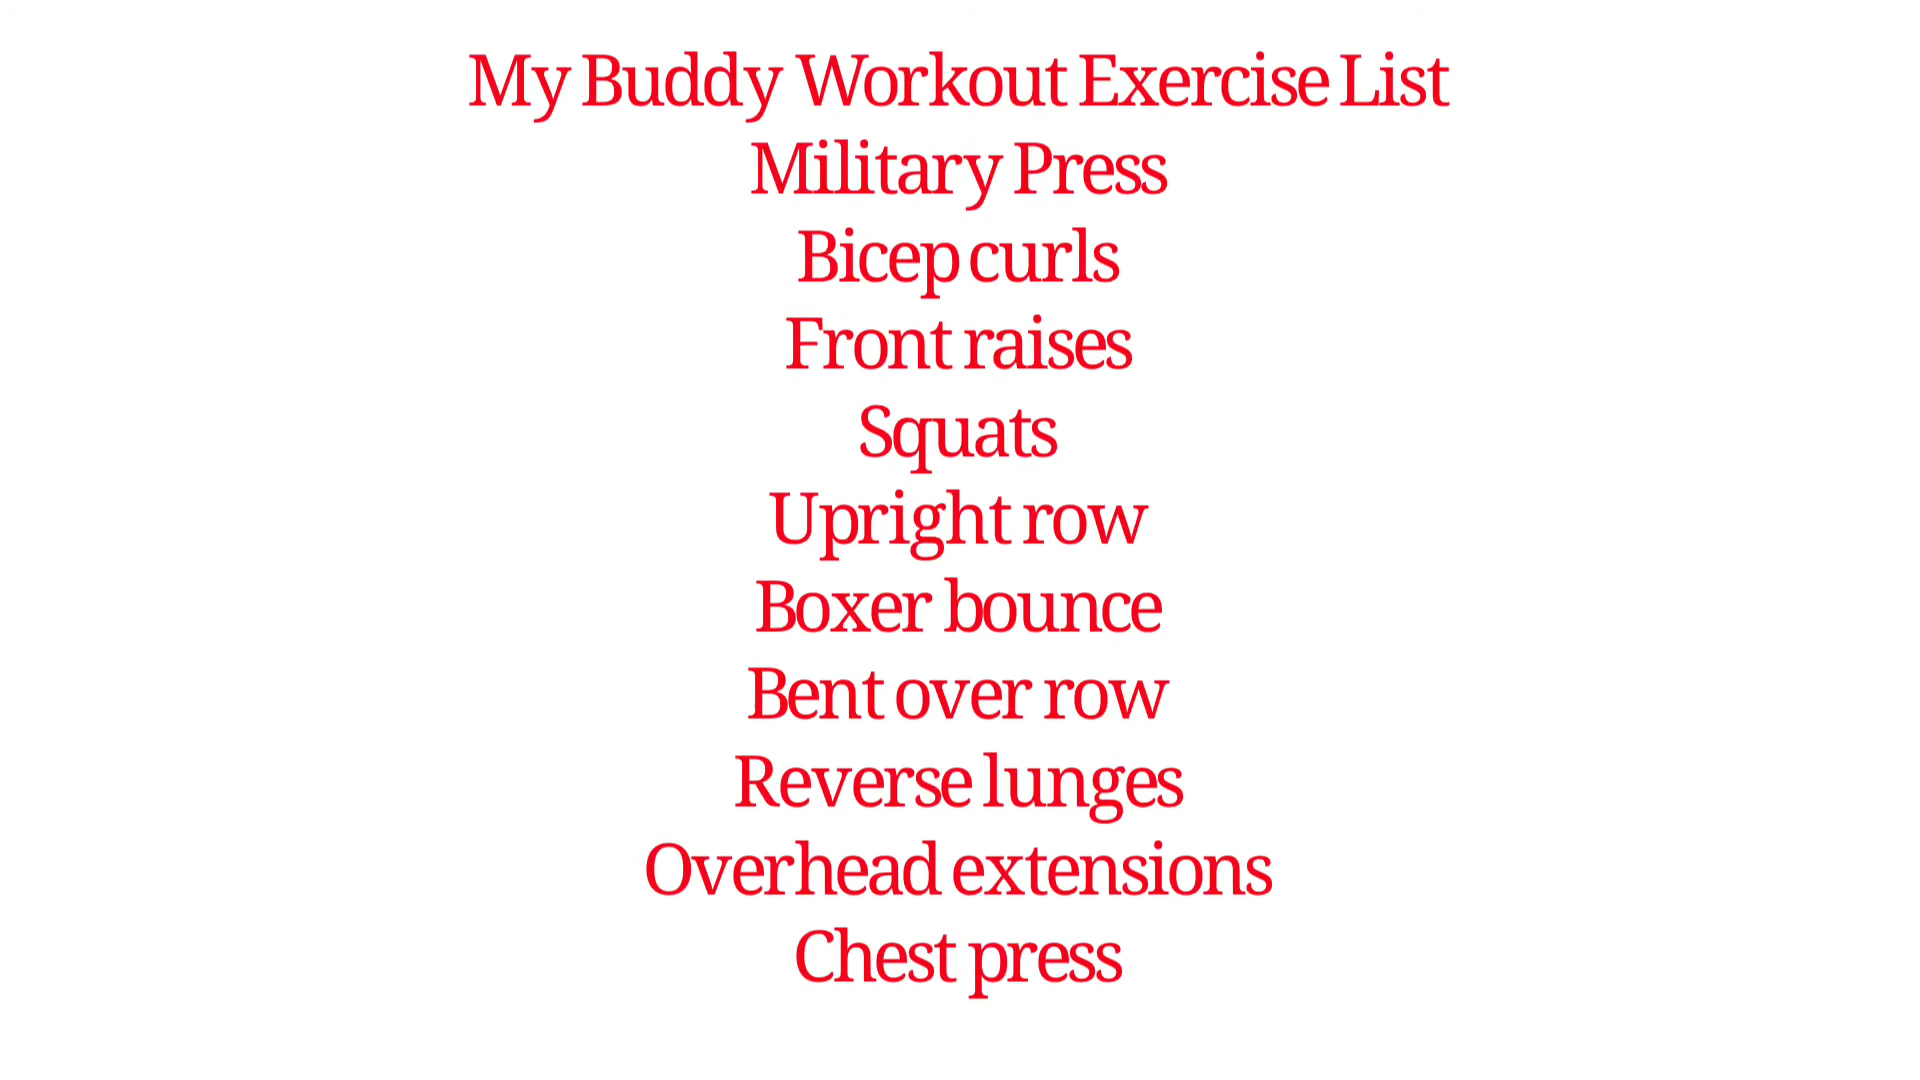 My Buddy Workout Exercise List
Military Press
Bicep curls
Front raises
Squats
Upright row
Boxer bounce
Bent over row
Reverse lunges
Overhead extensions
Chest press